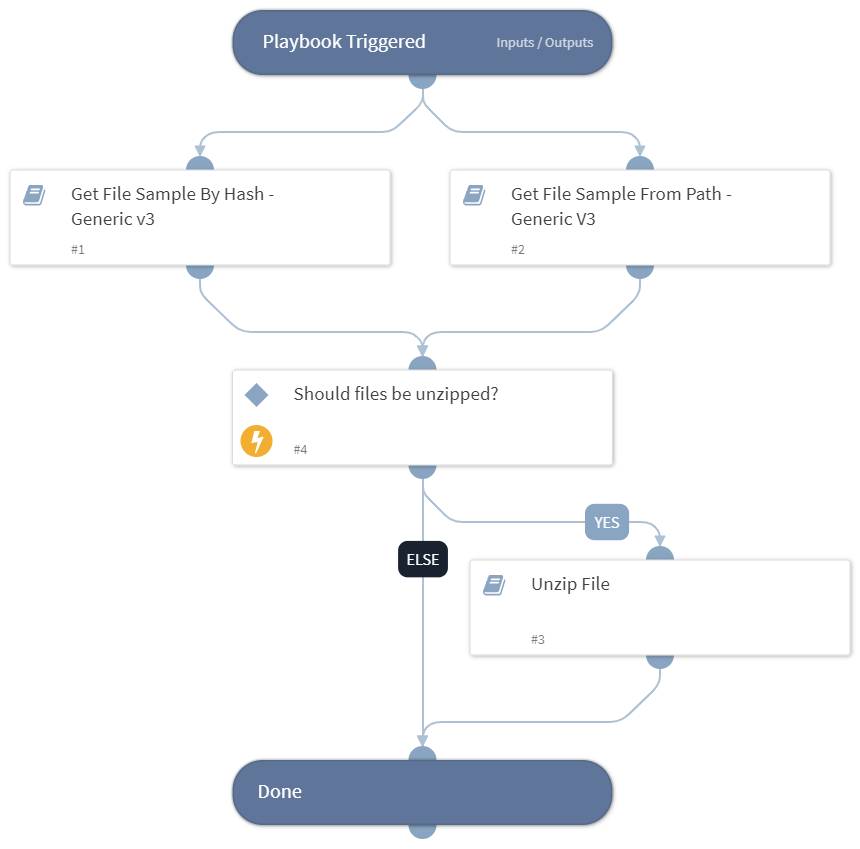 Playbook Triggered
Inputs / Outputs
Get File Sample By Hash -
Generic v3
#1
Get File Sample From Path -
Generic V3
#2
Should files be unzipped?
#4
YES
ELSE
Unzip File
#3
Done